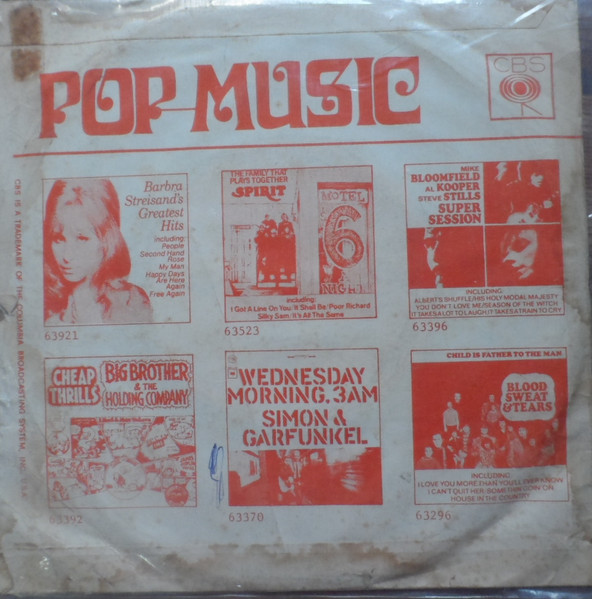 POP MUSIC
CBS
CBS IS A TRADEMARK OF THE COLUMBIA BROADCASTING SYSTEM, INC. U.S.A.
Barbra
Streisand's
Greatest
Hits
including:
People
Second Hand
Rose
My Man
Happy Days
Are Here
Again
Free Again
63921
THE FAMILY THAT
PLAYS TOGETHER
SPIRIT
MOTEL
6
A
NIGHT
including:
I Got A Line On You/It Shall Be/Poor Richard
Silky Sam/It's All The Same
63523
MIKE
BLOOMFIELD
AL KOOPER
STEVE STILLS
SUPER
SESSION
INCLUDING:
ALBERT'S SHUFFLE/HIS HOLY MODAL MAJESTY
YOU DON'T LOVE ME/SEASON OF THE WITCH
IT TAKES A LOT TO LAUGH, IT TAKES A TRAIN TO CRY
63396
CHEAP
THRILLS
BIG BROTHER
& THE
HOLDING COMPANY
63392
WEDNESDAY
MORNING, 3AM
SIMON &
GARFUNKEL
63370
CHILD IS FATHER TO THE MAN
BLOOD
SWEAT
& TEARS
INCLUDING:
I LOVE YOU MORE THAN YOU'LL EVER KNOW
I CAN'T QUIT HER/SOMETHIN' GOIN' ON
HOUSE IN THE COUNTRY
63296